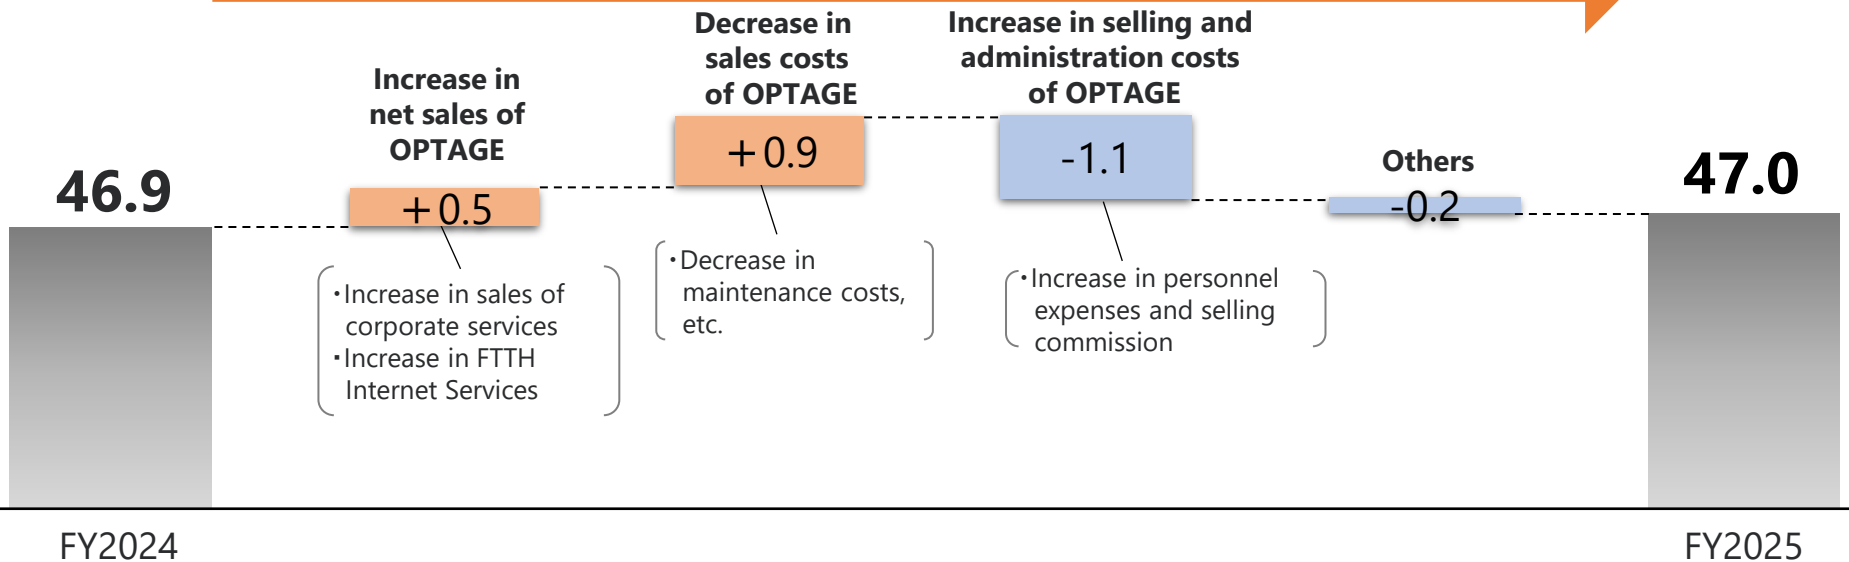 46.9
Increase in
net sales of
OPTAGE
+0.5
・Increase in sales of
corporate services
・Increase in FTTH
Internet Services
Decrease in
sales costs
of OPTAGE
+0.9
・Decrease in
maintenance costs,
etc.
Increase in selling and
administration costs
of OPTAGE
-1.1
・Increase in personnel
expenses and selling
commission
Others
-0.2
47.0
FY2024
FY2025